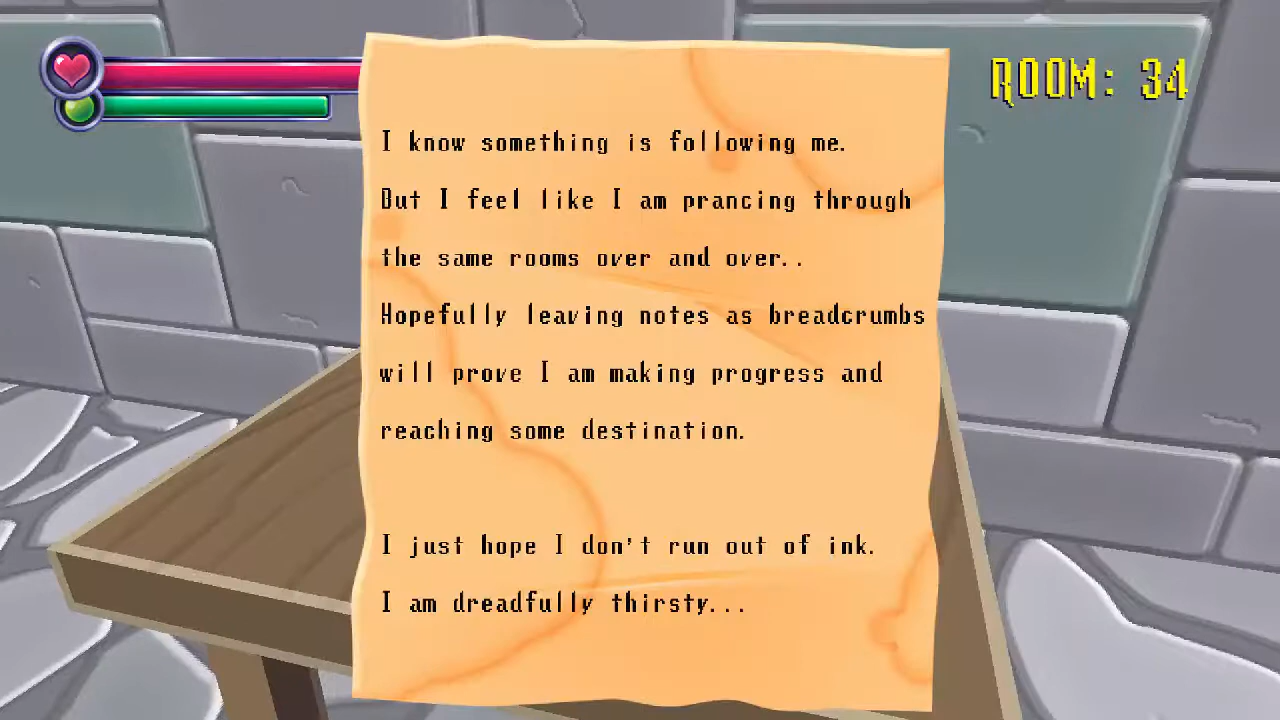 ROOM: 34
I know something is following me.
But I feel like I am prancing through
the same rooms over and over..
Hopefully leaving notes as breadcrumbs
will prove I am making progress and
reaching some destination.
I just hope I don't run out of ink.
I am dreadfully thirsty...